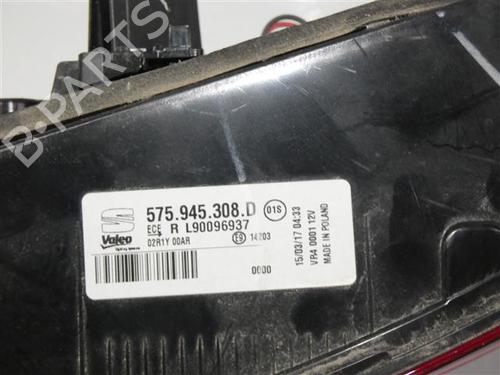 B-PARTS
575.945.308.D 01S
Valeo ECE R L90096937
02R1Y 00AR E9 14703
0000
15/03/17 04:33
VR4 0001 12V
MADE IN POLAND